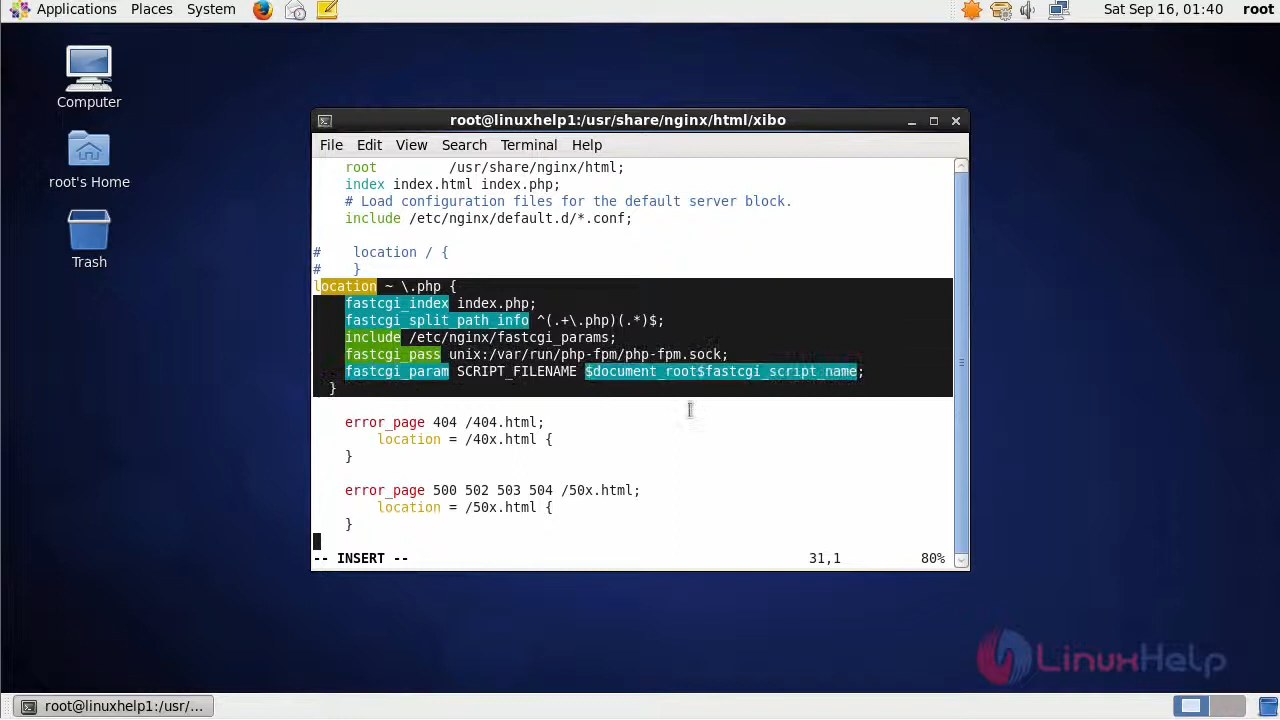 Applications Places System Sat Sep 16, 01:40 root
Computer
root's Home
Trash
root@linuxhelp1:/usr/share/nginx/html/xibo
File Edit View Search Terminal Help
root /usr/share/nginx/html;
index index.html index.php;
# Load configuration files for the default server block.
include /etc/nginx/default.d/*.conf;
# location / {
# }
location ~ \.php {
fastcgi_index index.php;
fastcgi_split_path_info ^(.+\.php)(.*)$;
include /etc/nginx/fastcgi_params;
fastcgi_pass unix:/var/run/php-fpm/php-fpm.sock;
fastcgi_param SCRIPT_FILENAME $document_root$fastcgi_script_name;
}
error_page 404 /404.html;
location = /40x.html {
}
error_page 500 502 503 504 /50x.html;
location = /50x.html {
}
-- INSERT -- 31,1 80%
LinuxHelp
root@linuxhelp1:/usr/...